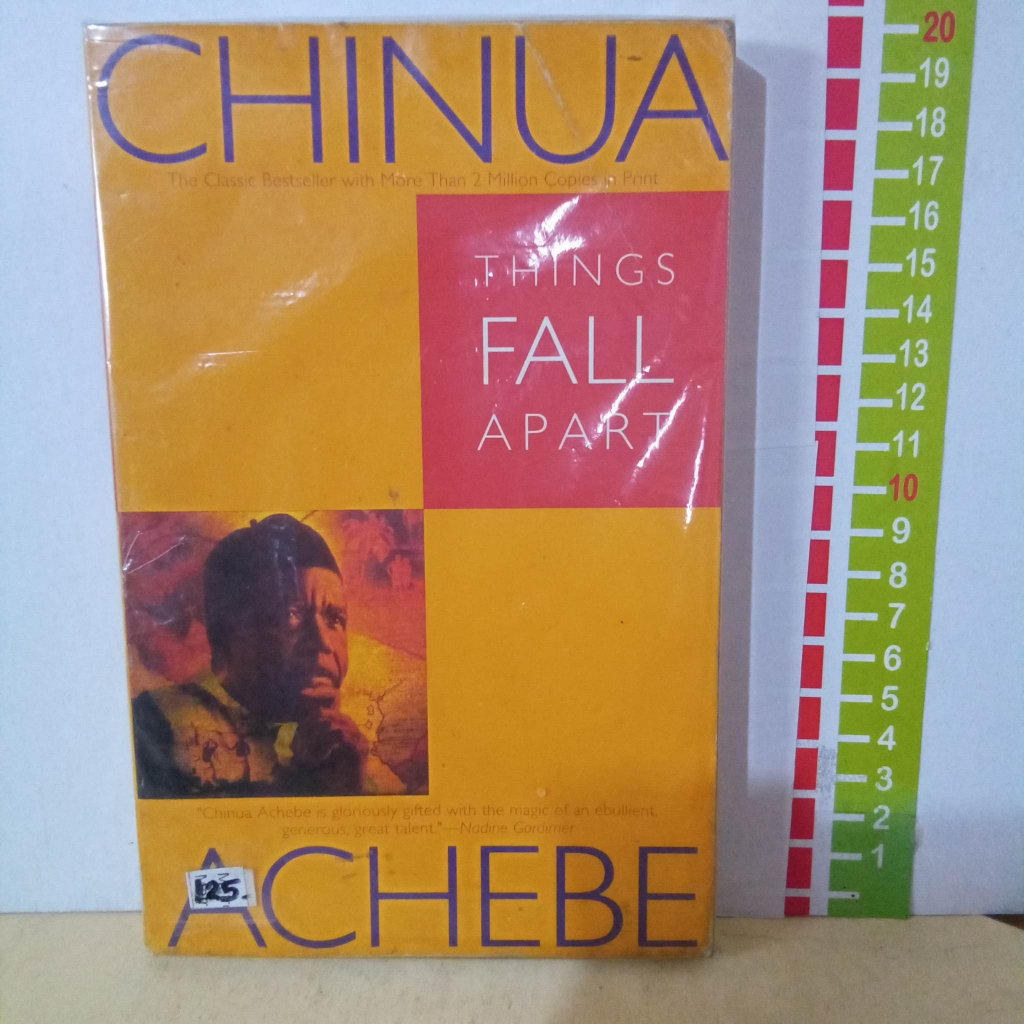 CHINUA
The Classic Bestseller with More Than 2 Million Copies in Print
THINGS
FALL
APART
"Chinua Achebe is gloriously gifted with the magic of an ebullient,
generous, great talent."—Nadine Gordimer
125.
ACHEBE
20
19
18
17
16
15
14
13
12
11
10
9
8
7
6
5
4
3
2
1